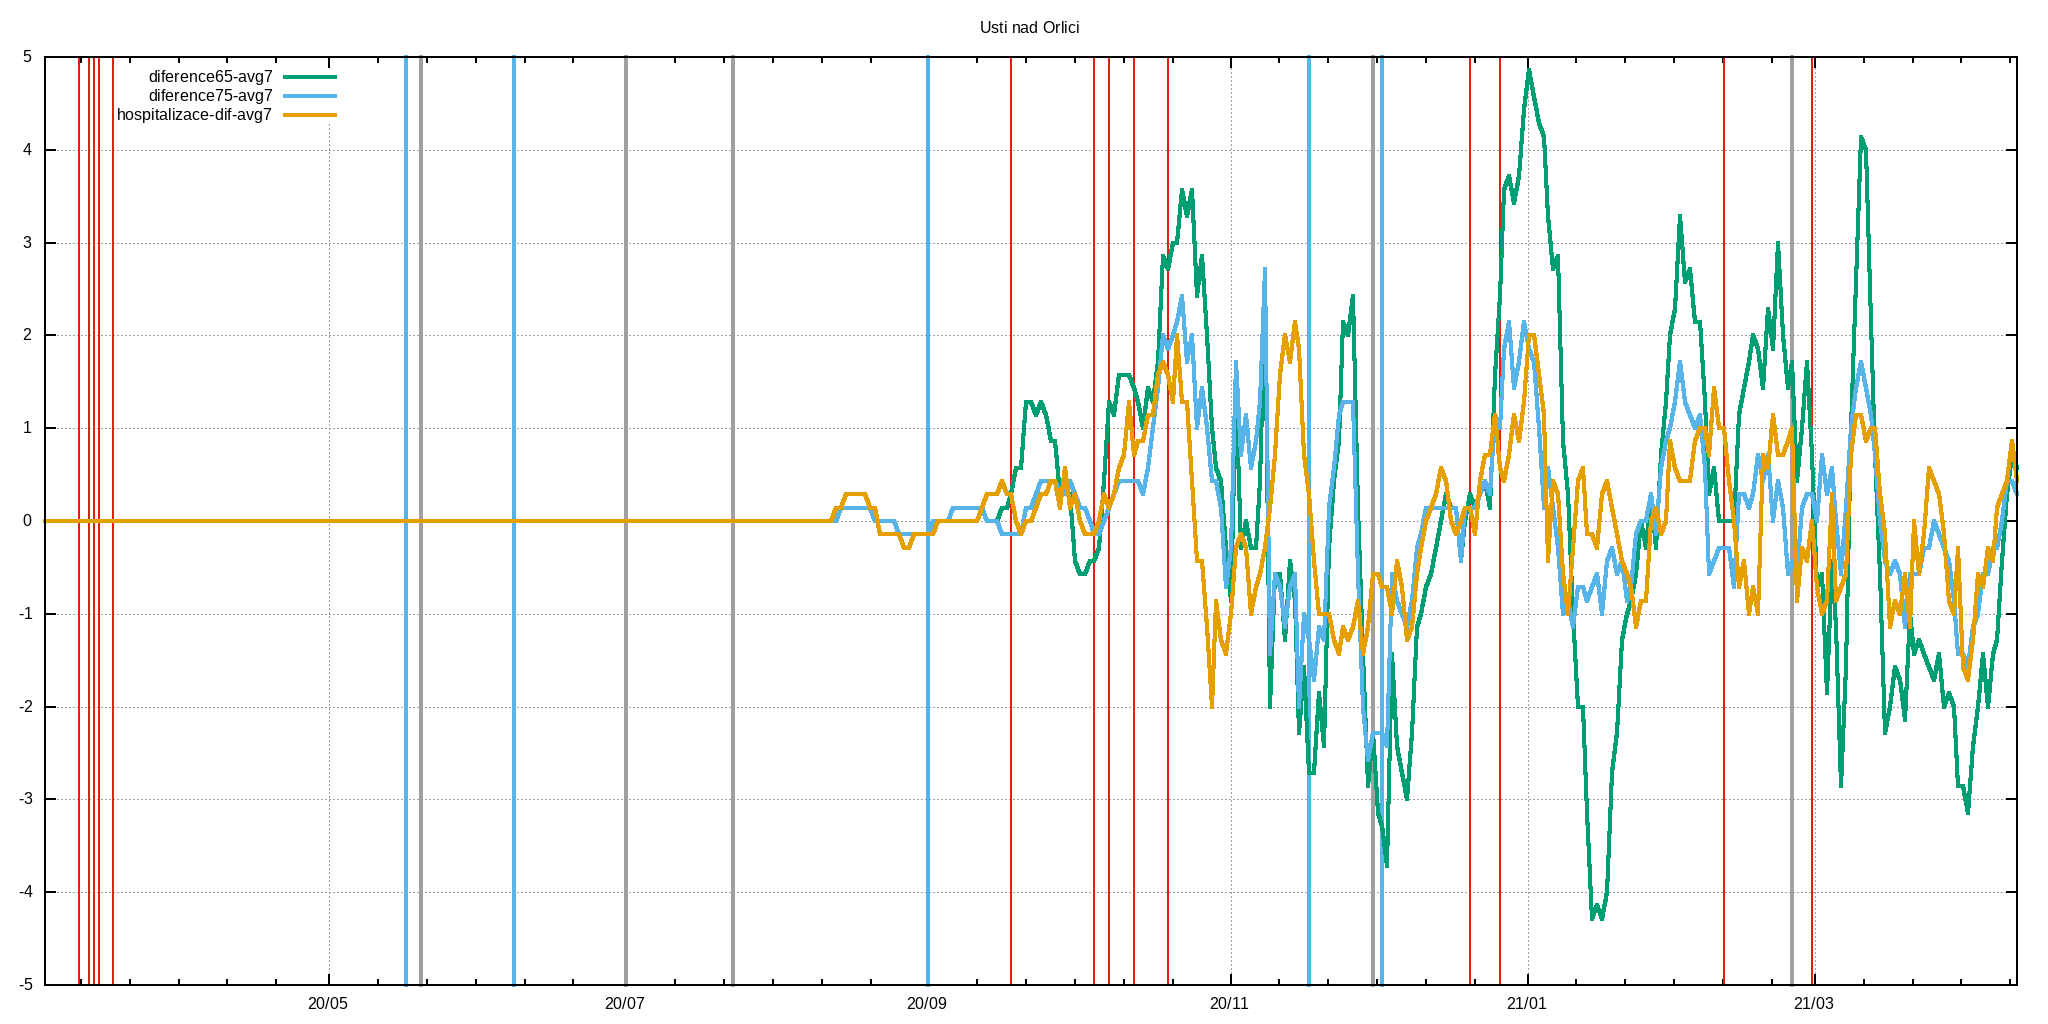 Usti nad Orlici
diference65-avg7
diference75-avg7
hospitalizace-dif-avg7
5
4
3
2
1
0
-1
-2
-3
-4
-5
20/05 20/07 20/09 20/11 21/01 21/03